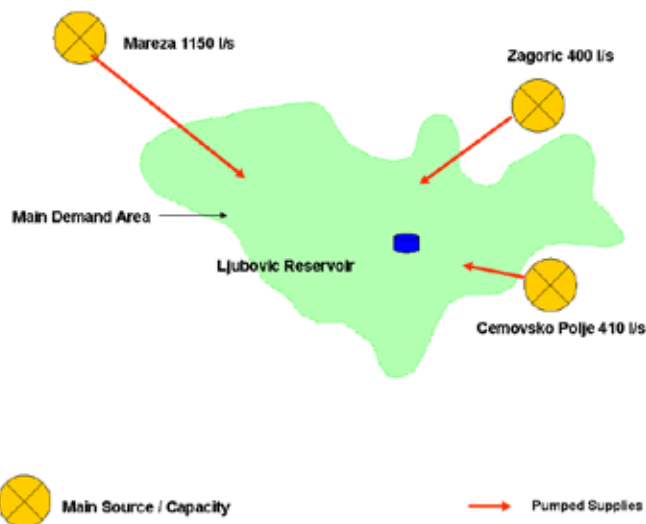 Mareza 1150 l/s
Zagoric 400 l/s
Main Demand Area
Ljubovic Reservoir
Cemovsko Polje 410 l/s
Main Source / Capacity
Pumped Supplies